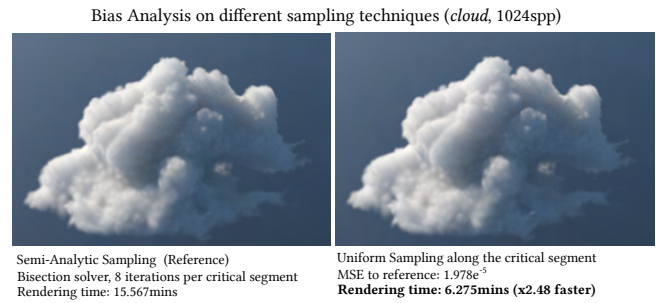 Bias Analysis on different sampling techniques (cloud, 1024spp)
Semi-Analytic Sampling (Reference)
Bisection solver, 8 iterations per critical segment
Rendering time: 15.567mins
Uniform Sampling along the critical segment
MSE to reference: 1.978e⁻⁵
Rendering time: 6.275mins (x2.48 faster)